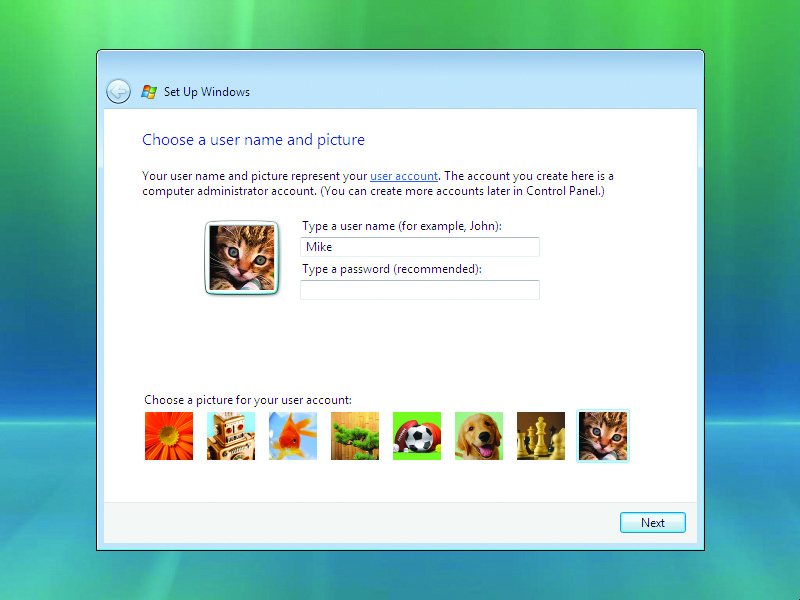 Set Up Windows
Choose a user name and picture
Your user name and picture represent your user account. The account you create here is a
computer administrator account. (You can create more accounts later in Control Panel.)
Type a user name (for example, John):
Mike
Type a password (recommended):
Choose a picture for your user account:
Next